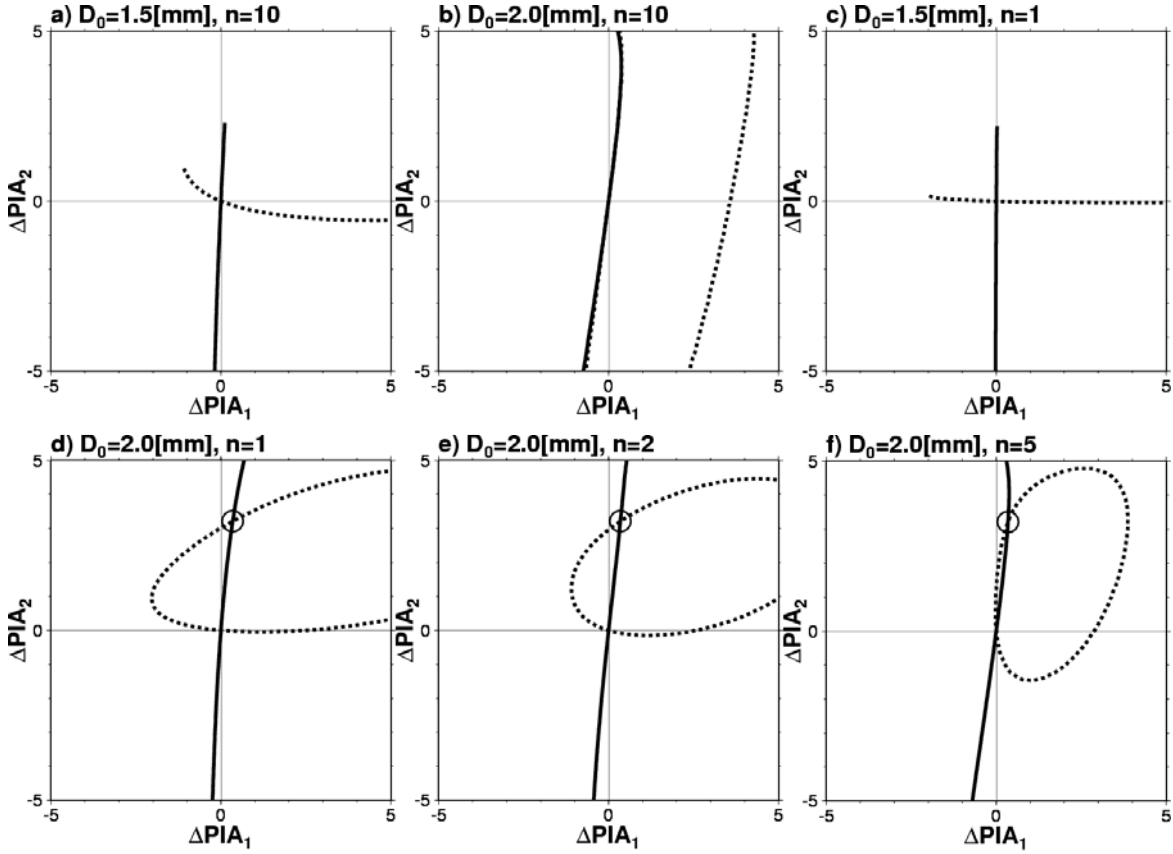 a) D₀=1.5[mm], n=10
5
0
-5
-5
0
5
ΔPIA₂
ΔPIA₁
b) D₀=2.0[mm], n=10
5
0
-5
-5
0
5
ΔPIA₂
ΔPIA₁
c) D₀=1.5[mm], n=1
5
0
-5
-5
0
5
ΔPIA₂
ΔPIA₁
d) D₀=2.0[mm], n=1
5
0
-5
-5
0
5
ΔPIA₂
ΔPIA₁
e) D₀=2.0[mm], n=2
5
0
-5
-5
0
5
ΔPIA₂
ΔPIA₁
f) D₀=2.0[mm], n=5
5
0
-5
-5
0
5
ΔPIA₂
ΔPIA₁